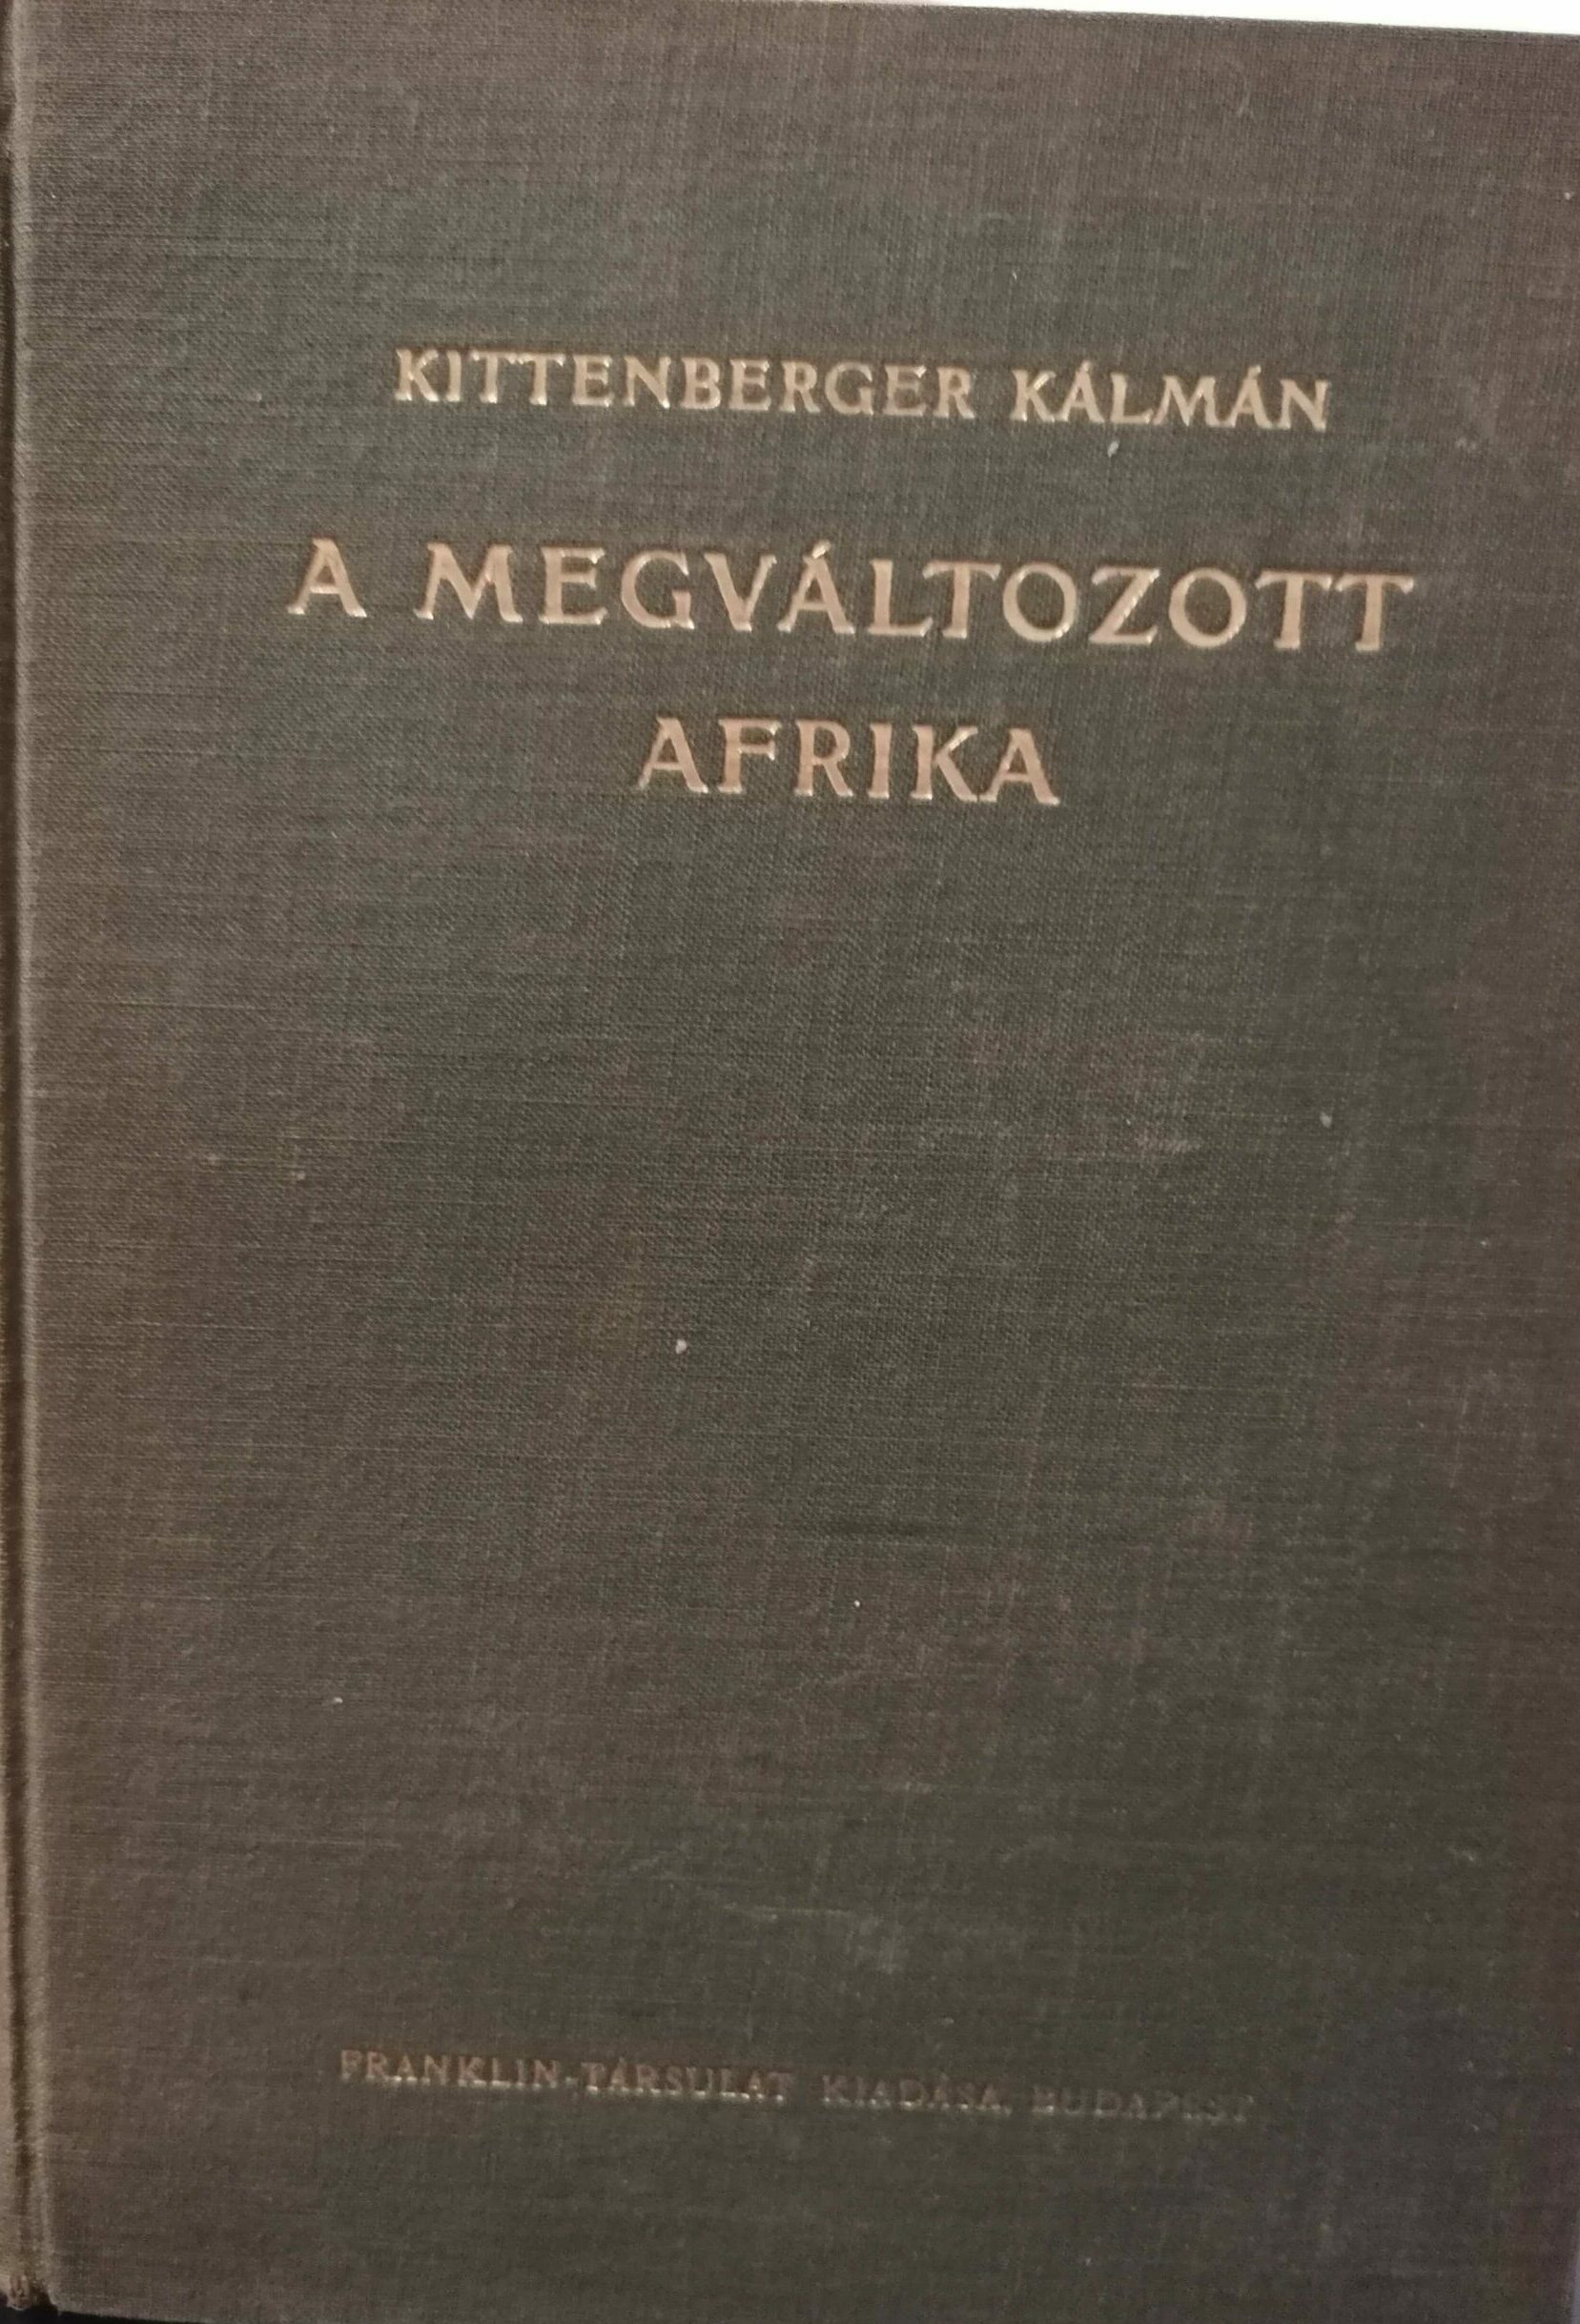 KITTENBERGER KÁLMÁN
A MEGVÁLTOZOTT
AFRIKA
FRANKLIN-TÁRSULAT KIADÁSA, BUDAPEST